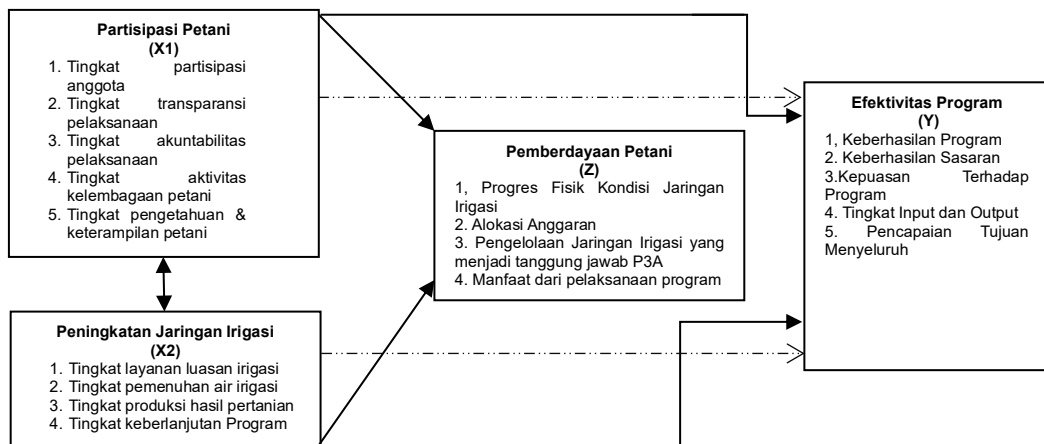 Partisipasi Petani
(X1)
1. Tingkat partisipasi
anggota
2. Tingkat transparansi
pelaksanaan
3. Tingkat akuntabilitas
pelaksanaan
4. Tingkat aktivitas
kelembagaan petani
5. Tingkat pengetahuan &
keterampilan petani
Peningkatan Jaringan Irigasi
(X2)
1. Tingkat layanan luasan irigasi
2. Tingkat pemenuhan air irigasi
3. Tingkat produksi hasil pertanian
4. Tingkat keberlanjutan Program
Pemberdayaan Petani
(Z)
1, Progres Fisik Kondisi Jaringan
Irigasi
2. Alokasi Anggaran
3. Pengelolaan Jaringan Irigasi yang
menjadi tanggung jawab P3A
4. Manfaat dari pelaksanaan program
Efektivitas Program
(Y)
1, Keberhasilan Program
2. Keberhasilan Sasaran
3.Kepuasan Terhadap
Program
4. Tingkat Input dan Output
5. Pencapaian Tujuan
Menyeluruh